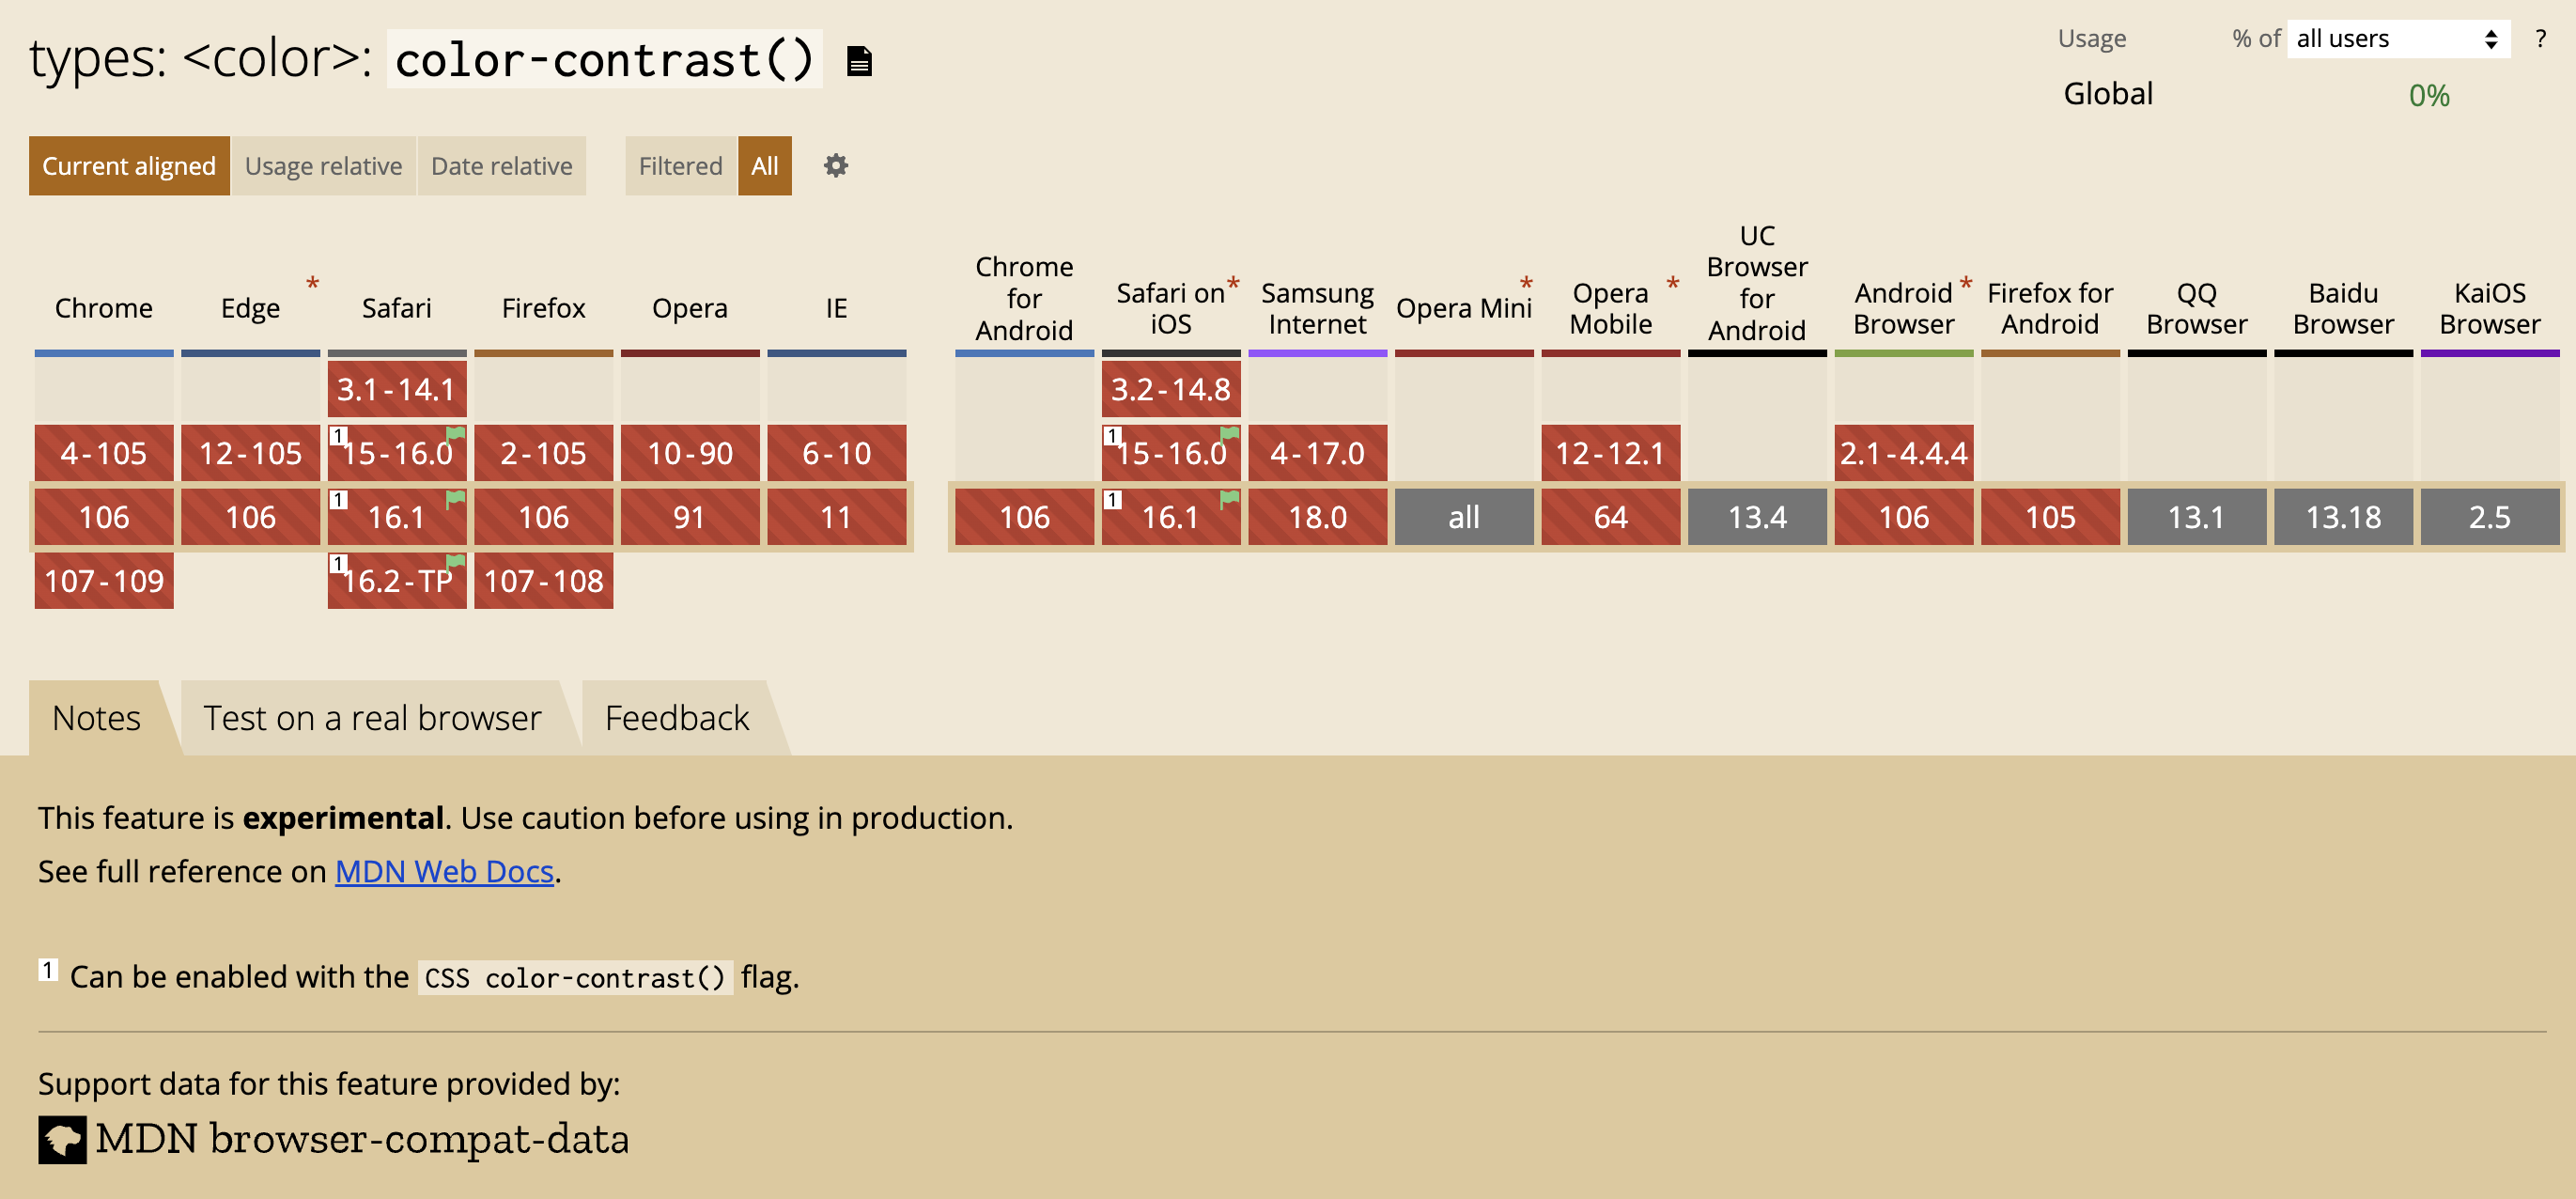 types: <color>: color-contrast()
Usage % of all users ?
Global 0%
Current aligned Usage relative Date relative Filtered All
Chrome Edge * Safari Firefox Opera IE
Chrome for Android Safari on iOS * Samsung Internet Opera Mini * Opera Mobile * UC Browser for Android Android Browser * Firefox for Android QQ Browser Baidu Browser KaiOS Browser
3.1-14.1 3.2-14.8
4-105 12-105 1 15-16.0 2-105 10-90 6-10 1 15-16.0 4-17.0 12-12.1 2.1-4.4.4
106 106 1 16.1 106 91 11 106 1 16.1 18.0 all 64 13.4 106 105 13.1 13.18 2.5
107-109 1 16.2-TP 107-108
Notes Test on a real browser Feedback
This feature is experimental. Use caution before using in production.
See full reference on MDN Web Docs.
1 Can be enabled with the CSS color-contrast() flag.
Support data for this feature provided by:
MDN browser-compat-data